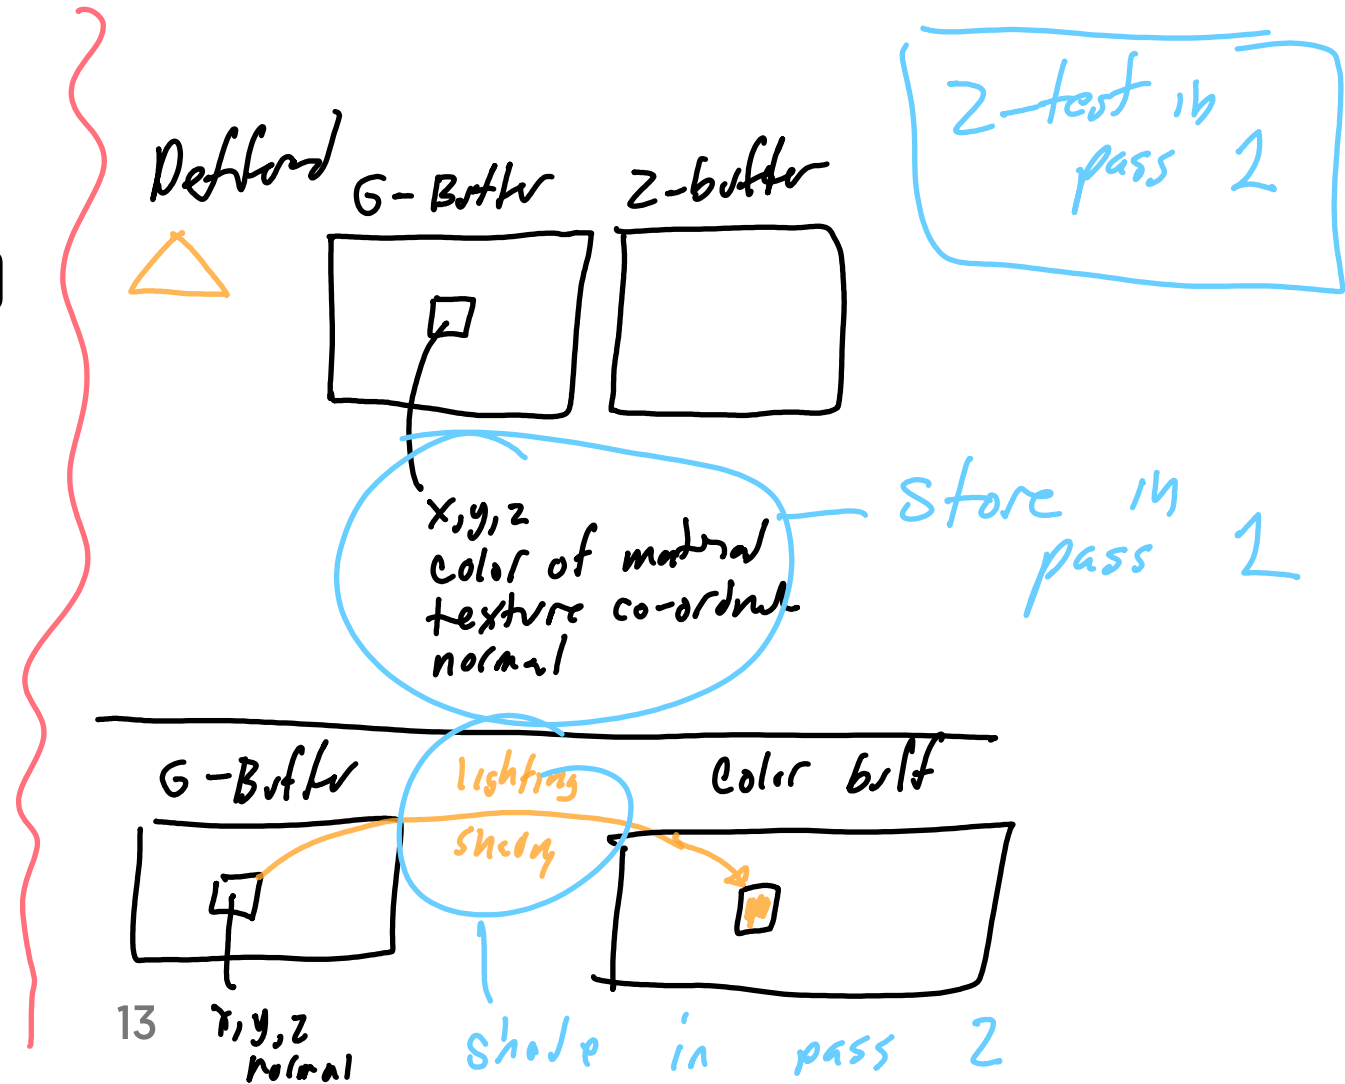 Deffered
G-Buffer
Z-buffer
Z-test in
pass 1
x,y,z
color of material
texture co-ordinate
normal
store in
pass 1
G-Buffer
lighting
shading
Color buff
x,y,z
normal
shade in pass 2
13